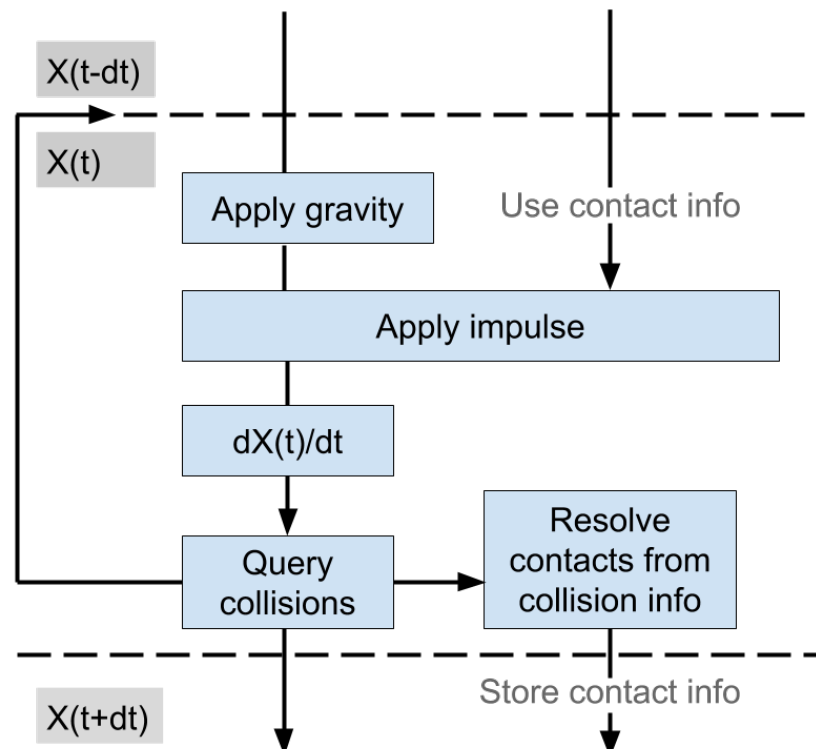 X(t-dt)
X(t)
Apply gravity
Use contact info
Apply impulse
dX(t)/dt
Query
collisions
Resolve
contacts from
collision info
Store contact info
X(t+dt)